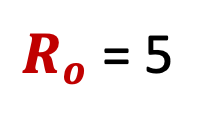 Rₒ = 5